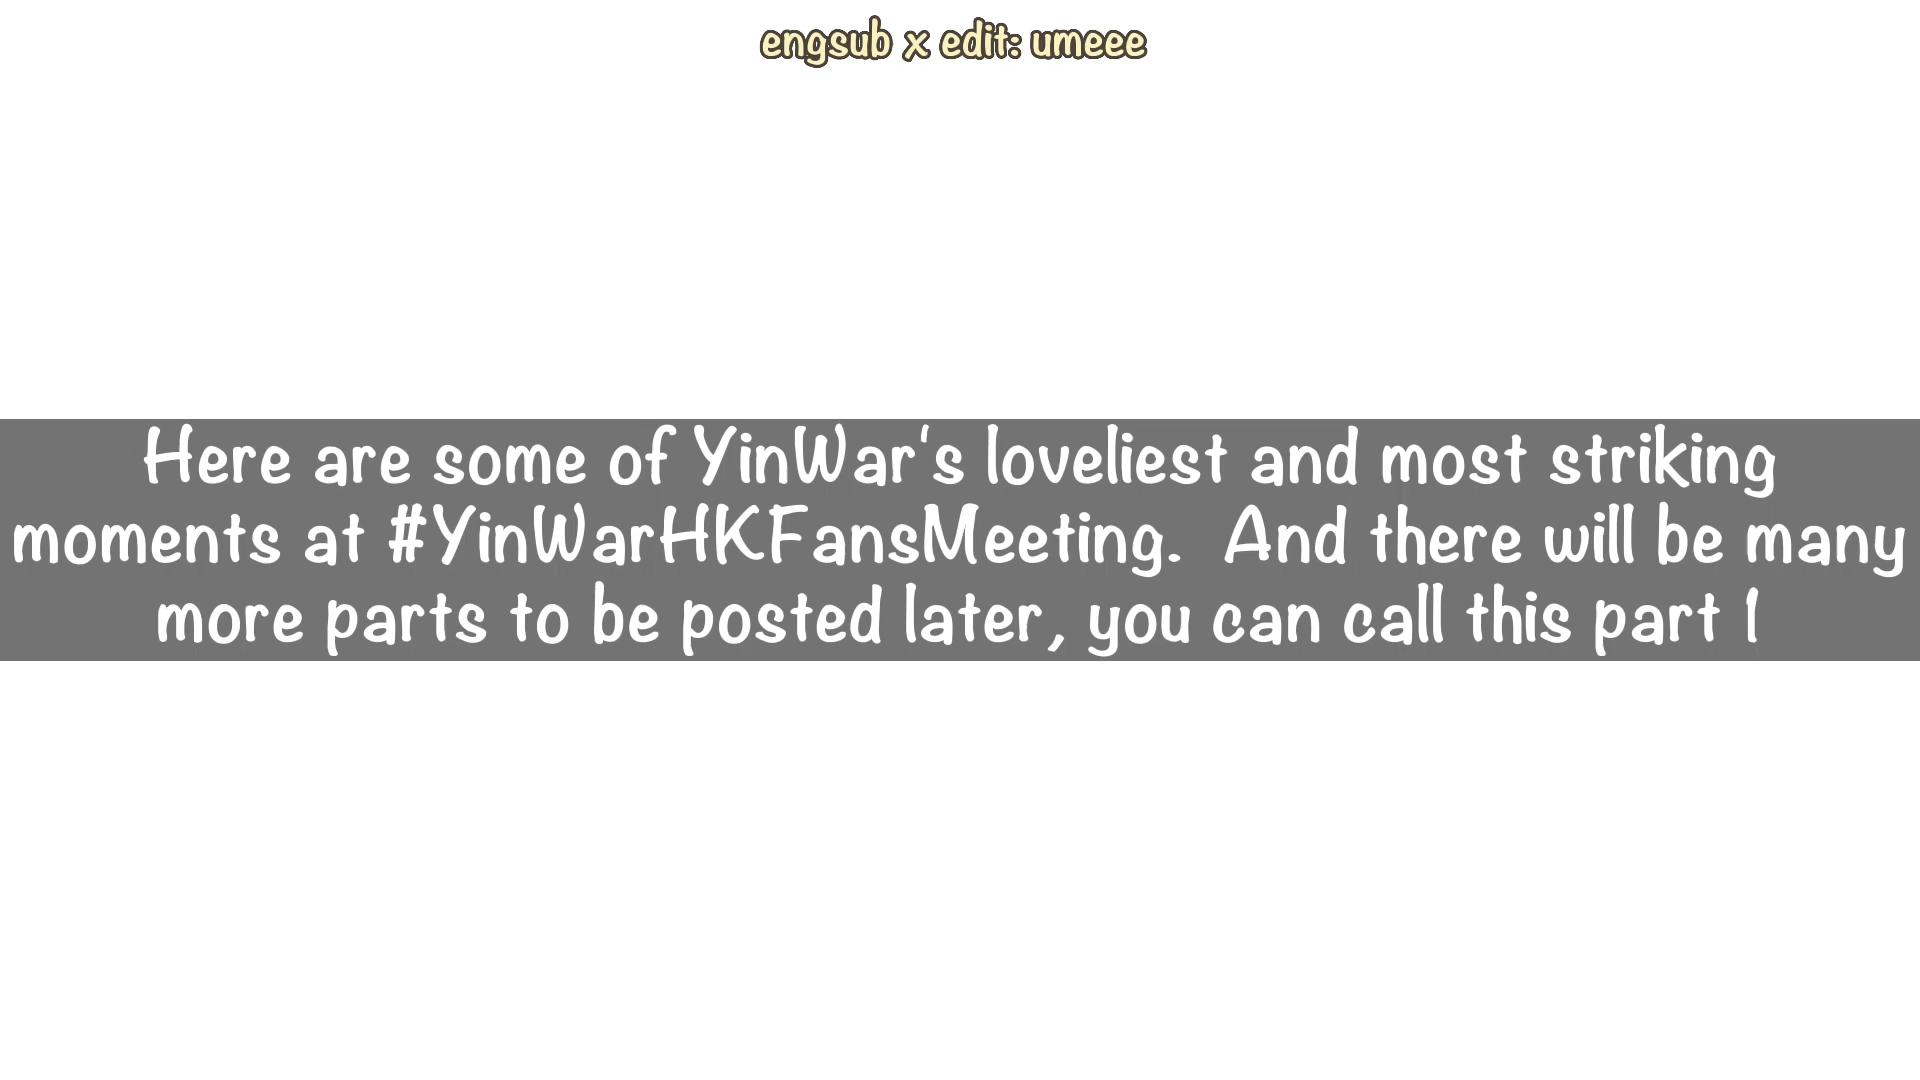 engsub x edit: umeee
Here are some of YinWar's loveliest and most striking
moments at #YinWarHKFansMeeting.  And there will be many
more parts to be posted later, you can call this part 1